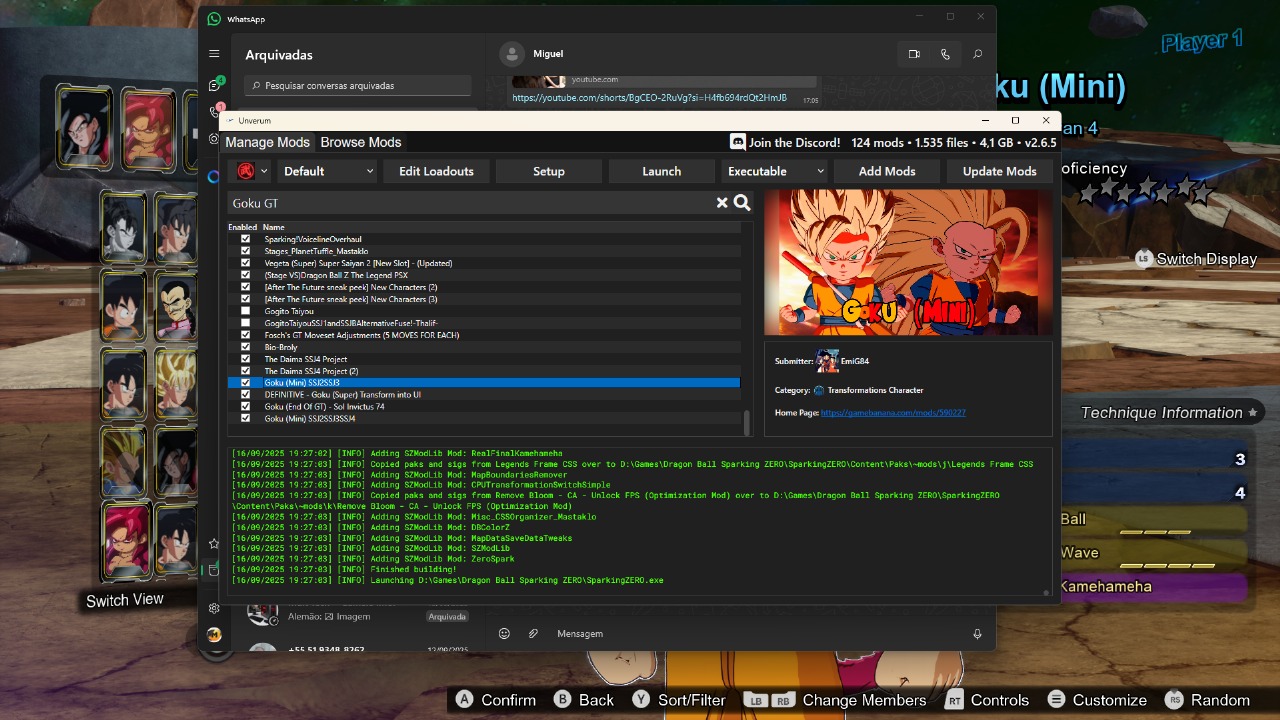 WhatsApp
Player 1
Arquivadas
Miguel
4
Pesquisar conversas arquivadas
youtube.com
https://youtube.com/shorts/BgCEO-2RuVg?si=H4fb694rdQt2HmJB
17:05
1
ku (Mini)
an 4
Unverum
Manage Mods
Browse Mods
Join the Discord!
124 mods • 1.535 files • 4,1 GB • v2.6.5
Default
Edit Loadouts
Setup
Launch
Executable
Add Mods
Update Mods
oficiency
Goku GT
Enabled
Name
Sparking!VoicelineOverhaul
Stages_PlanetTuffle_Mastaklo
Vegeta (Super) Super Saiyan 2 [New Slot] - (Updated)
(Stage VS)Dragon Ball Z The Legend PSX
[After The Future sneak peek] New Characters (2)
[After The Future sneak peek] New Characters (3)
Gogito Taiyou
GogitoTaiyouSSJ1andSSJBAlternativeFuse!-Thalif-
Fosch's GT Moveset Adjustments (5 MOVES FOR EACH)
Bio-Broly
The Daima SSJ4 Project
The Daima SSJ4 Project (2)
Goku (Mini) SSJ2SSJ3
DEFINITIVE - Goku (Super) Transform into UI
Goku (End Of GT) - Sol Invictus 74
Goku (Mini) SSJ2SSJ3SSJ4
GOKU (MINI)
Submitter:
EmiG84
Category:
Transformations Character
Home Page:
https://gamebanana.com/mods/590227
LS
Switch Display
Technique Information
3
4
Ball
Wave
Kamehameha
[16/09/2025 19:27:02] [INFO] Adding SZModLib Mod: RealFinalKamehameha
[16/09/2025 19:27:03] [INFO] Copied paks and sigs from Legends Frame CSS over to D:\Games\Dragon Ball Sparking ZERO\SparkingZERO\Content\Paks\~mods\j\Legends Frame CSS
[16/09/2025 19:27:03] [INFO] Adding SZModLib Mod: MapBoundariesRemover
[16/09/2025 19:27:03] [INFO] Adding SZModLib Mod: CPUTransformationSwitchSimple
[16/09/2025 19:27:03] [INFO] Copied paks and sigs from Remove Bloom - CA - Unlock FPS (Optimization Mod) over to D:\Games\Dragon Ball Sparking ZERO\SparkingZERO
\Content\Paks\~mods\k\Remove Bloom - CA - Unlock FPS (Optimization Mod)
[16/09/2025 19:27:03] [INFO] Adding SZModLib Mod: Misc_CSSOrganizer_Mastaklo
[16/09/2025 19:27:03] [INFO] Adding SZModLib Mod: DBColorZ
[16/09/2025 19:27:03] [INFO] Adding SZModLib Mod: MapDataSaveDataTweaks
[16/09/2025 19:27:03] [INFO] Adding SZModLib Mod: SZModLib
[16/09/2025 19:27:03] [INFO] Adding SZModLib Mod: ZeroSpark
[16/09/2025 19:27:03] [INFO] Finished building!
[16/09/2025 19:27:03] [INFO] Launching D:\Games\Dragon Ball Sparking ZERO\SparkingZERO.exe
Switch View
Alemão: Imagem
Arquivada
Mensagem
+55 51 9348-8262
12/09/2025
A Confirm
B Back
Y Sort/Filter
LB RB Change Members
RT Controls
Customize
RS Random